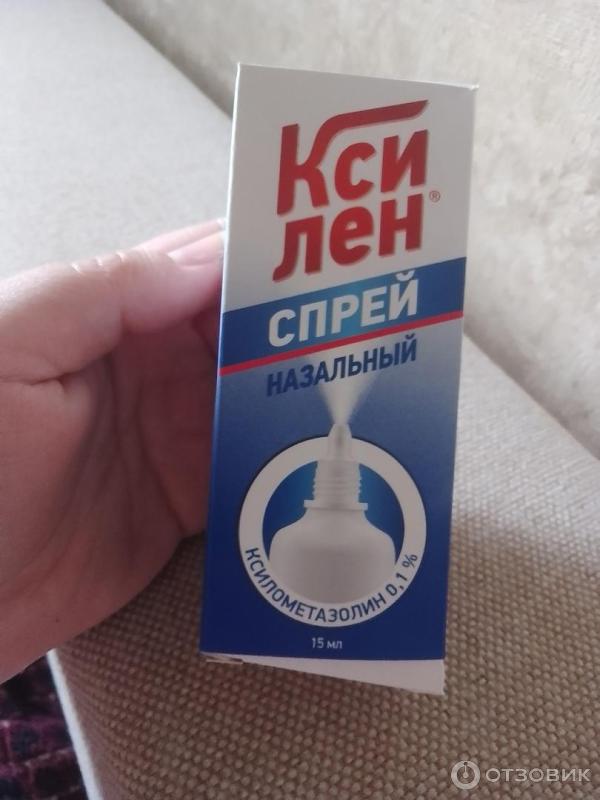 Кси
лен®
СПРЕЙ
НАЗАЛЬНЫЙ
КСИЛОМЕТАЗОЛИН 0,1 %
15 мл
ОТЗОВИК